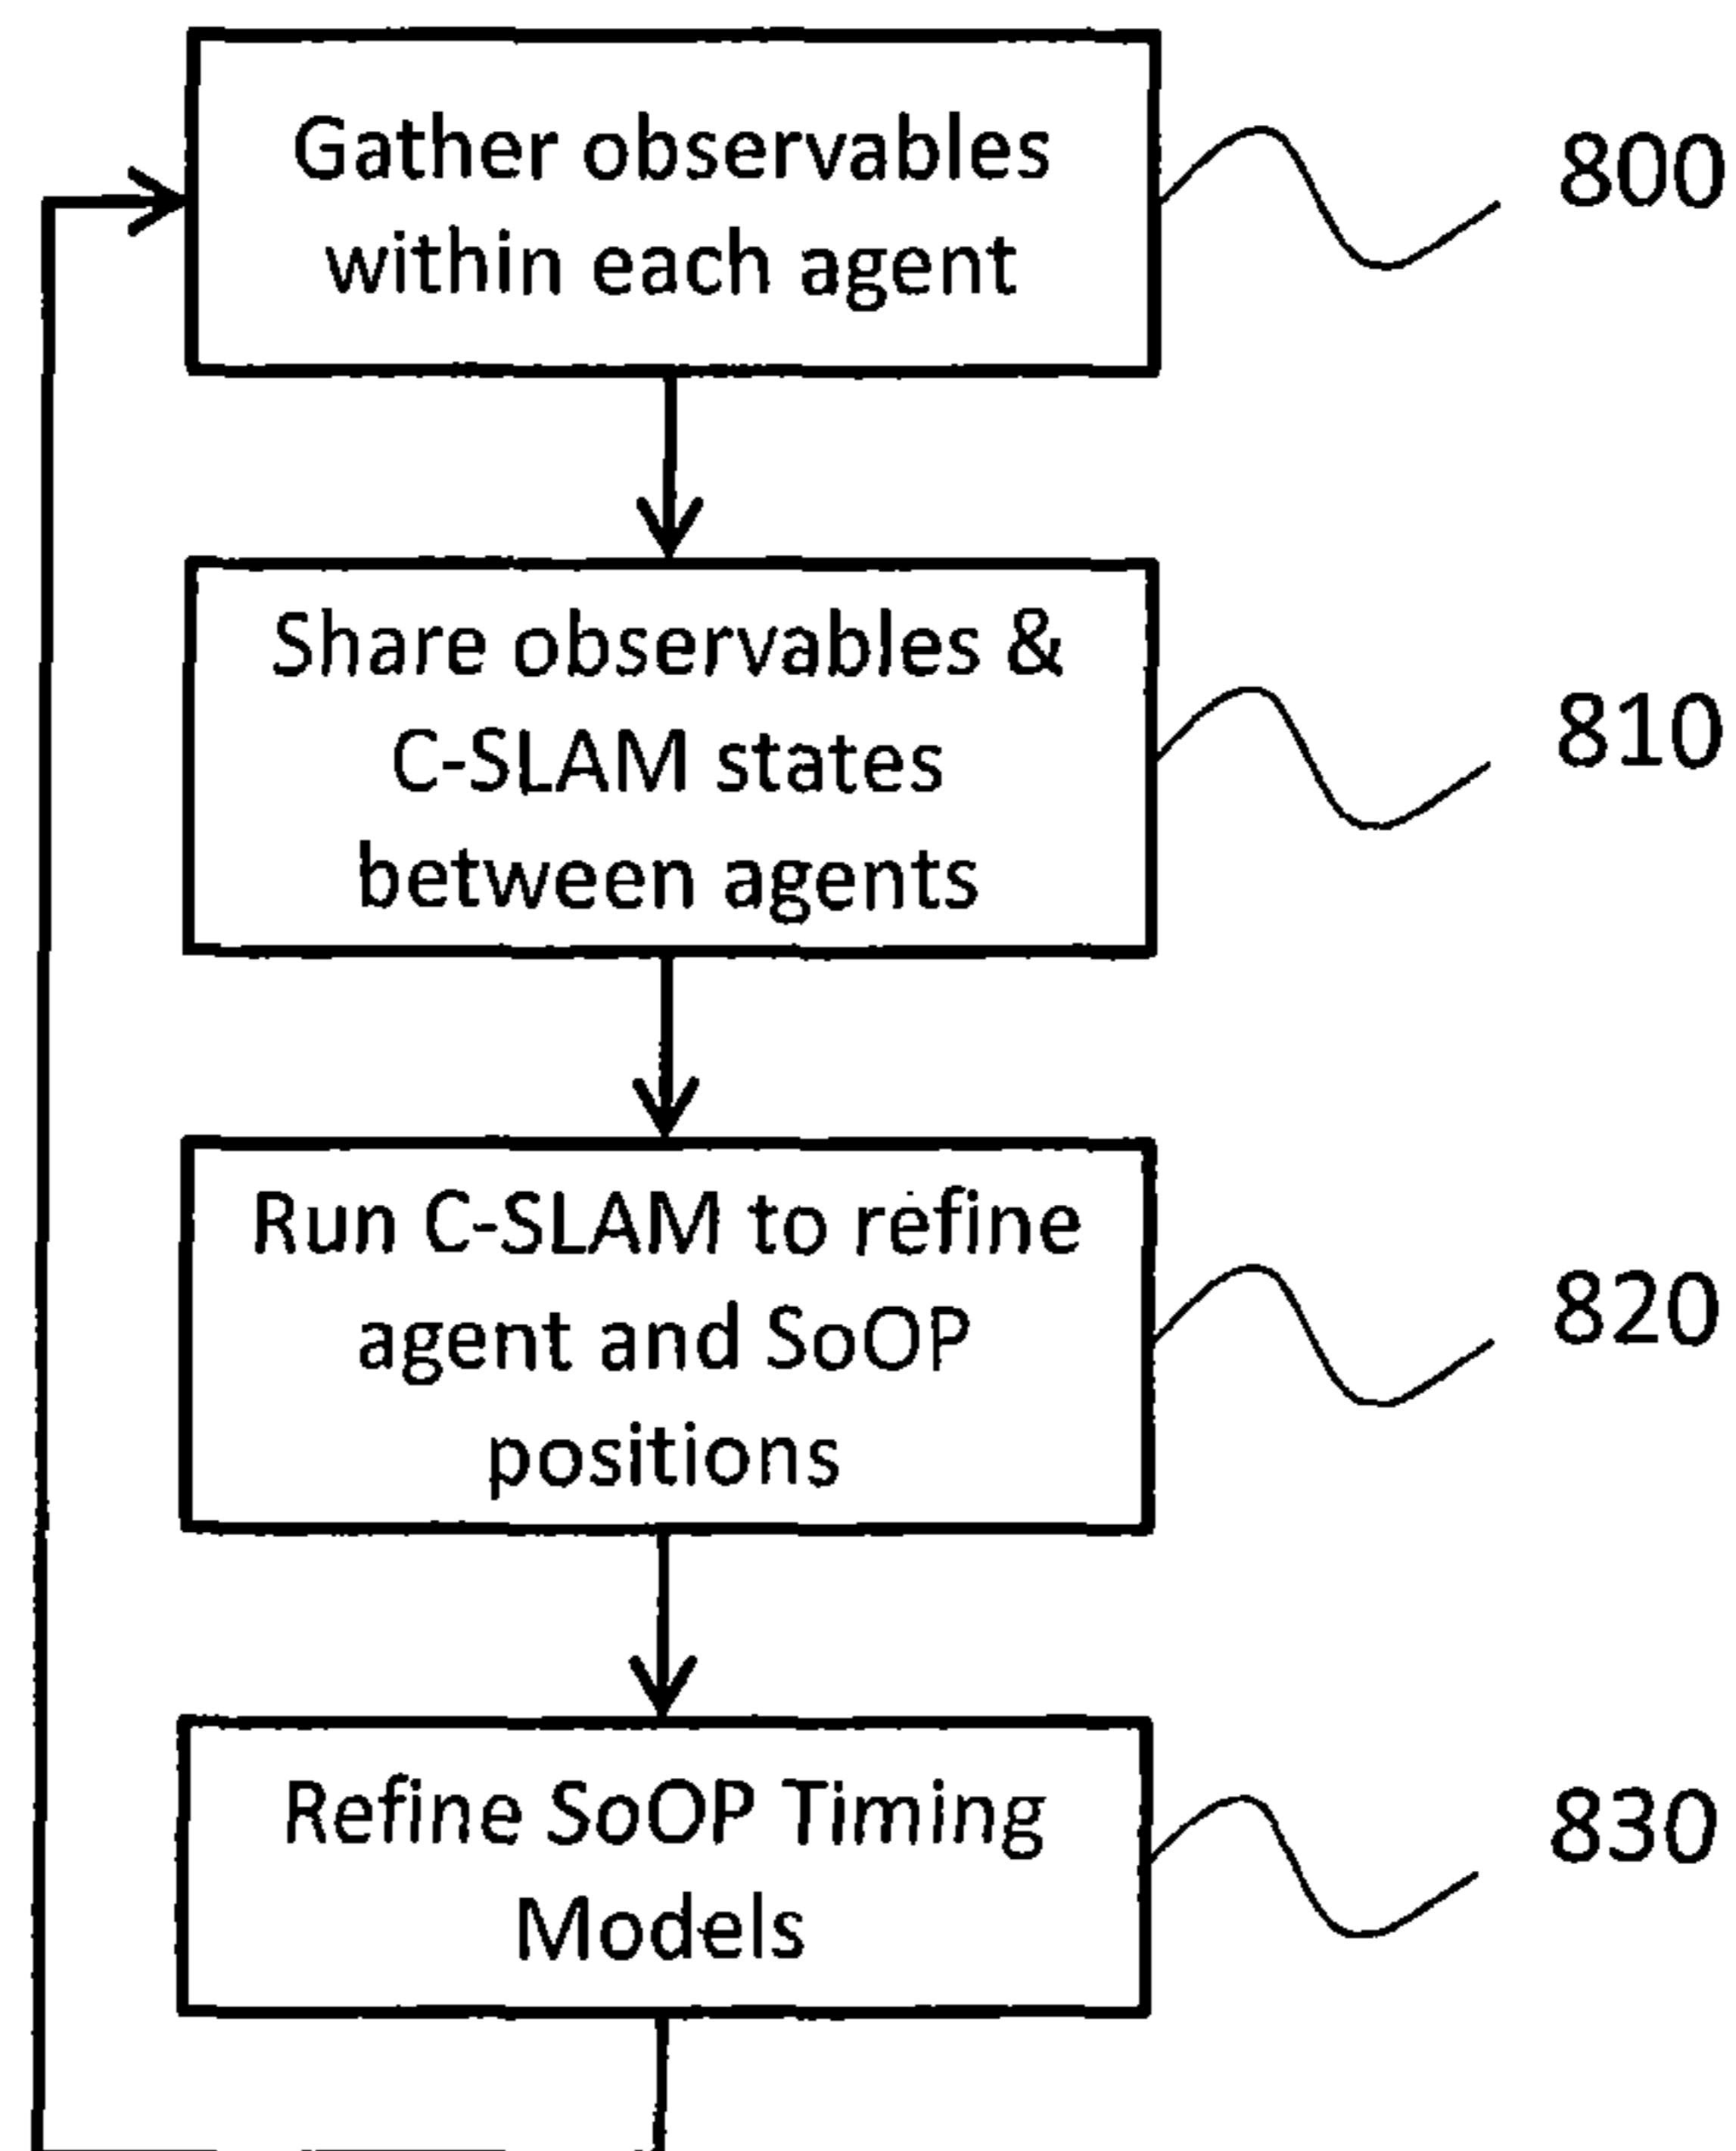 Gather observables
within each agent
800
Share observables &
C-SLAM states
between agents
810
Run C-SLAM to refine
agent and SoOP
positions
820
Refine SoOP Timing
Models
830